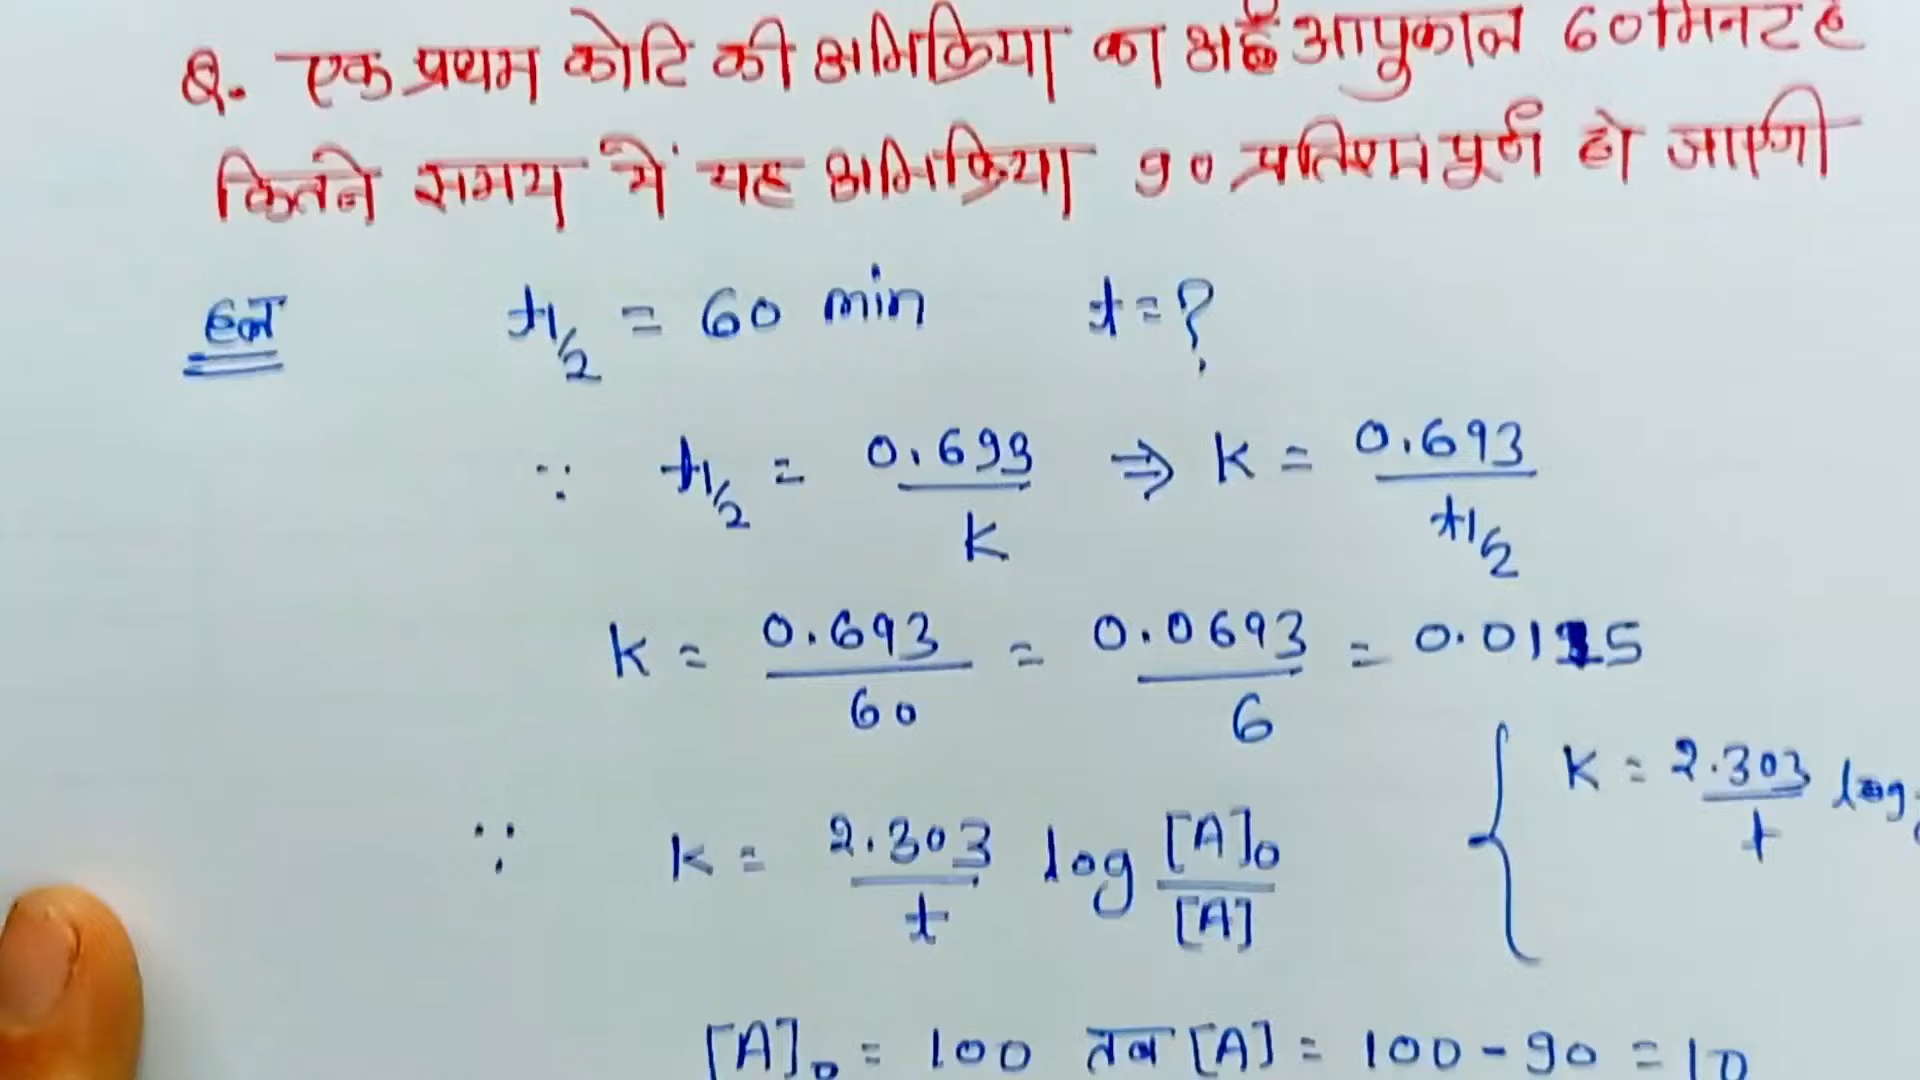 Q. एक प्रथम कोटि की अभिक्रिया का अर्द्ध आयुकाल 60 मिनट है
कितने समय में यह अभिक्रिया 90 प्रतिशत पूर्ण हो जाएगी
हल t1/2 = 60 min t = ?
∵ t1/2 = 0.693/K ⇒ K = 0.693/t1/2
K = 0.693/60 = 0.0693/6 = 0.0115
∵ K = 2.303/t log [A]₀/[A] { K = 2.303/t log
[A]₀ = 100 तब [A] = 100 - 90 = 10